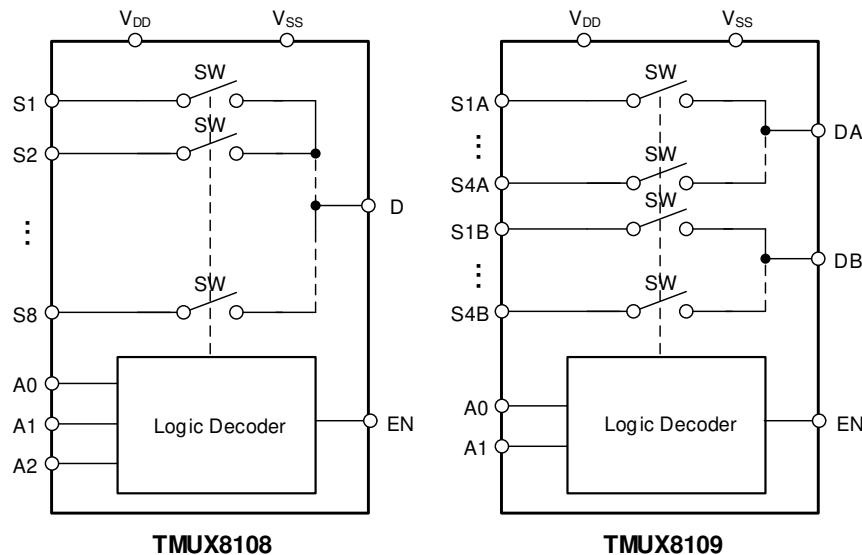 VDD
VSS
SW
S1
SW
S2
D
⋮
SW
S8
A0
A1
Logic Decoder
EN
A2
TMUX8108
VDD
VSS
SW
S1A
DA
⋮
SW
S4A
SW
S1B
DB
⋮
SW
S4B
A0
Logic Decoder
EN
A1
TMUX8109